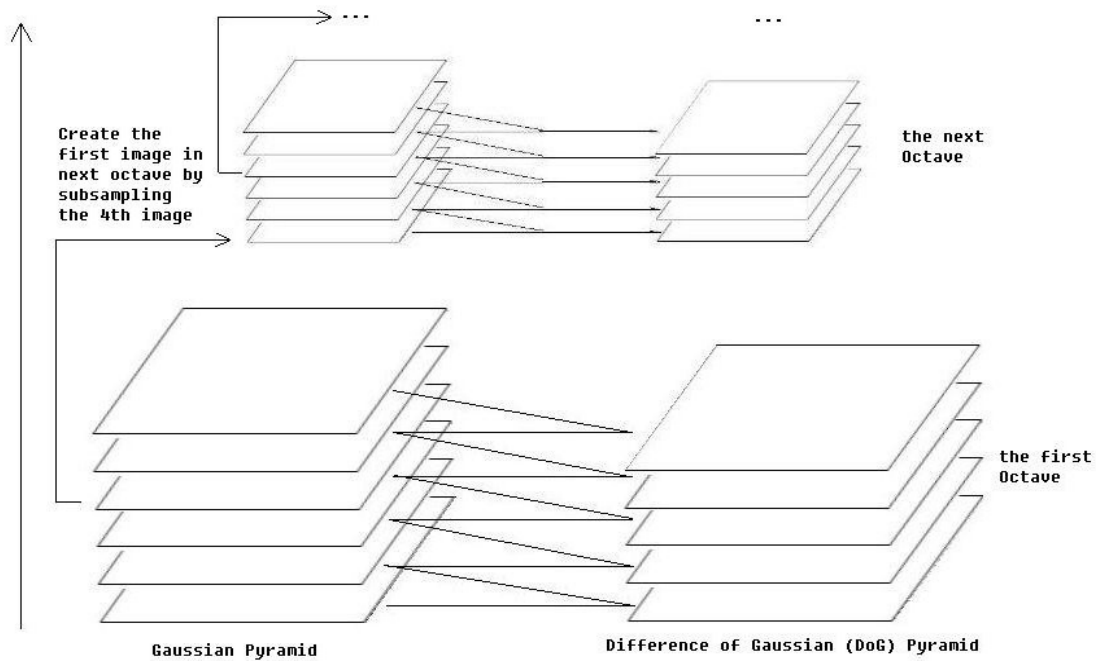 ...
...
Create the
first image in
next octave by
subsampling
the 4th image
the next
Octave
the first
Octave
Gaussian Pyramid
Difference of Gaussian (DoG) Pyramid